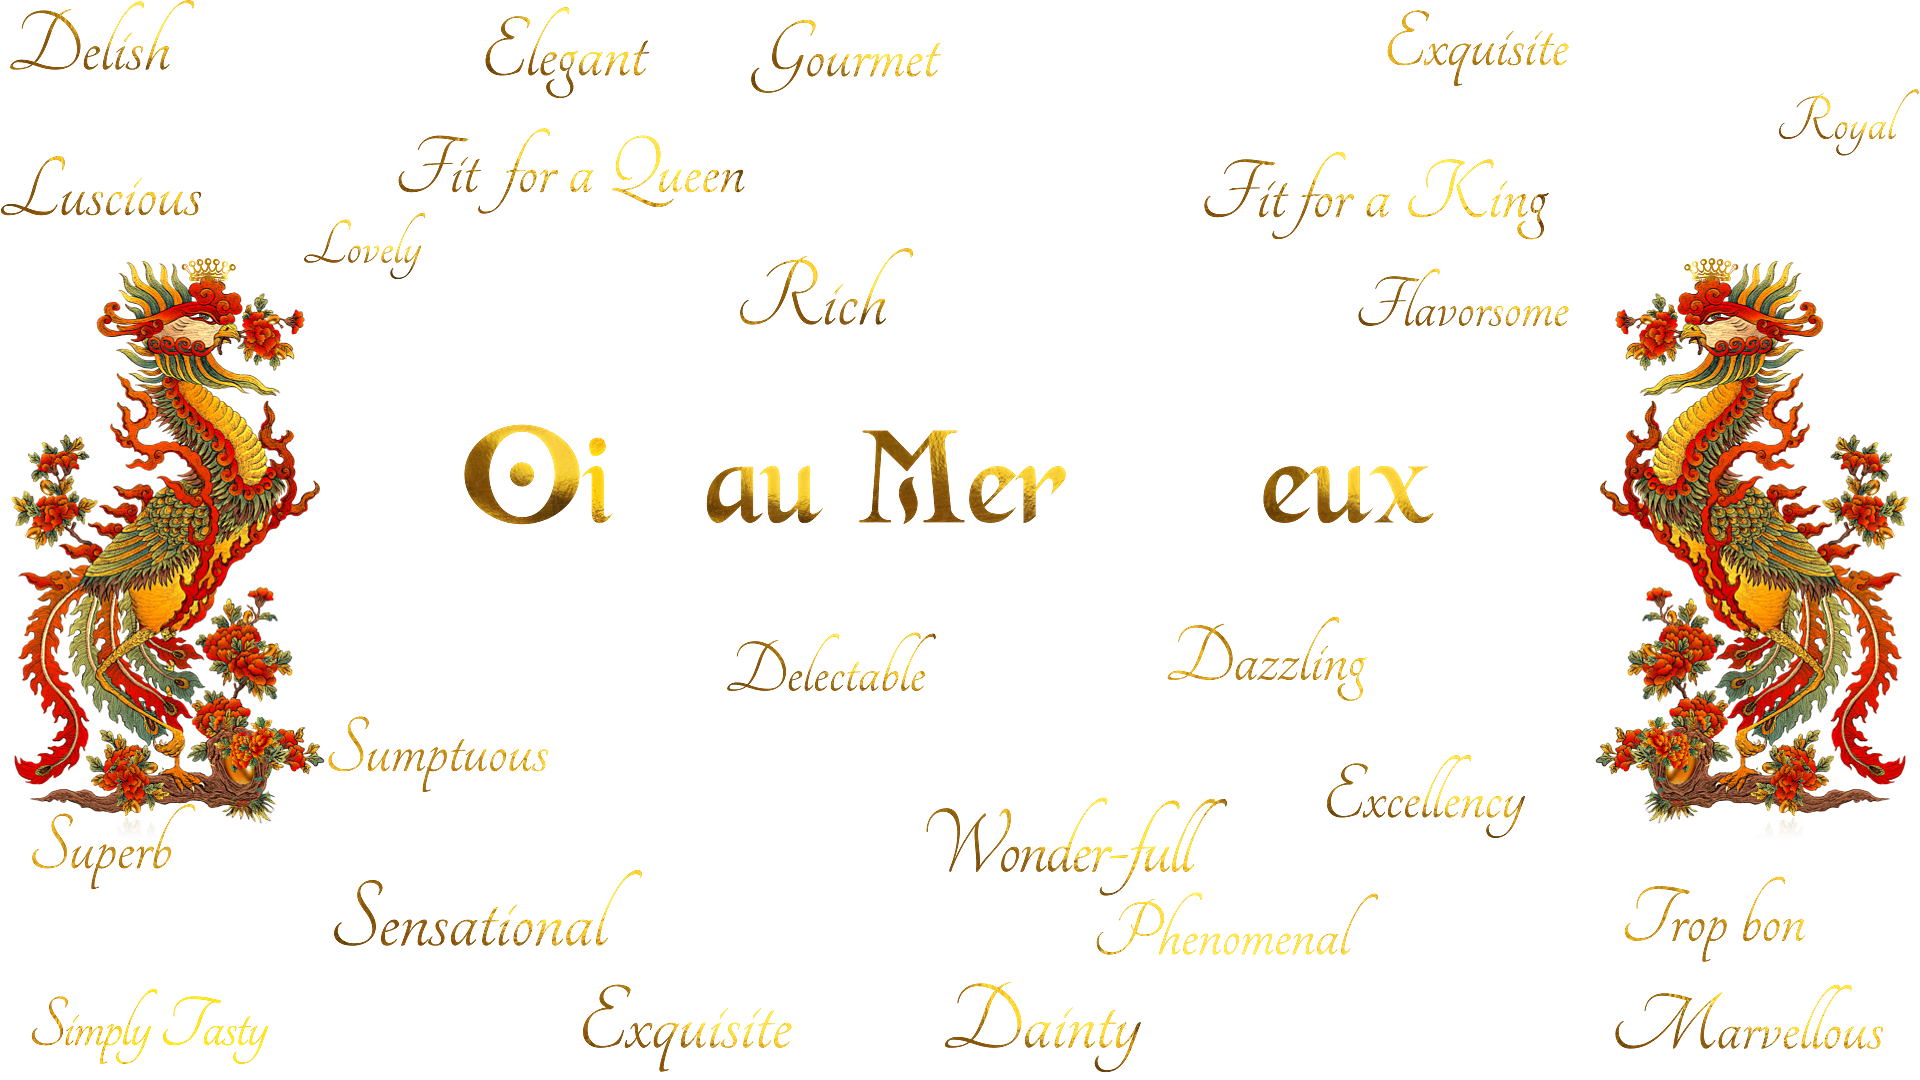 Delish
Elegant
Gourmet
Exquisite
Royal
Fit for a Queen
Luscious
Fit for a King
Lovely
Rich
Flavorsome
Oi au Mer eux
Delectable
Dazzling
Sumptuous
Excellency
Superb
Wonder-full
Sensational
Phenomenal
Trop bon
Simply Tasty
Exquisite
Dainty
Marvellous